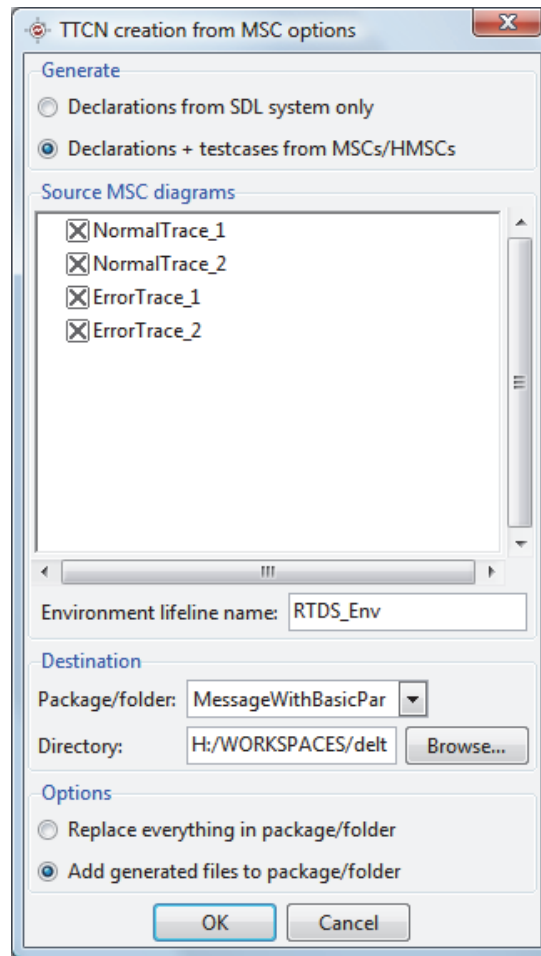 TTCN creation from MSC options
Generate
Declarations from SDL system only
Declarations + testcases from MSCs/HMSCs
Source MSC diagrams
NormalTrace_1
NormalTrace_2
ErrorTrace_1
ErrorTrace_2
Environment lifeline name: RTDS_Env
Destination
Package/folder: MessageWithBasicPar
Directory: H:/WORKSPACES/delt Browse...
Options
Replace everything in package/folder
Add generated files to package/folder
OK Cancel